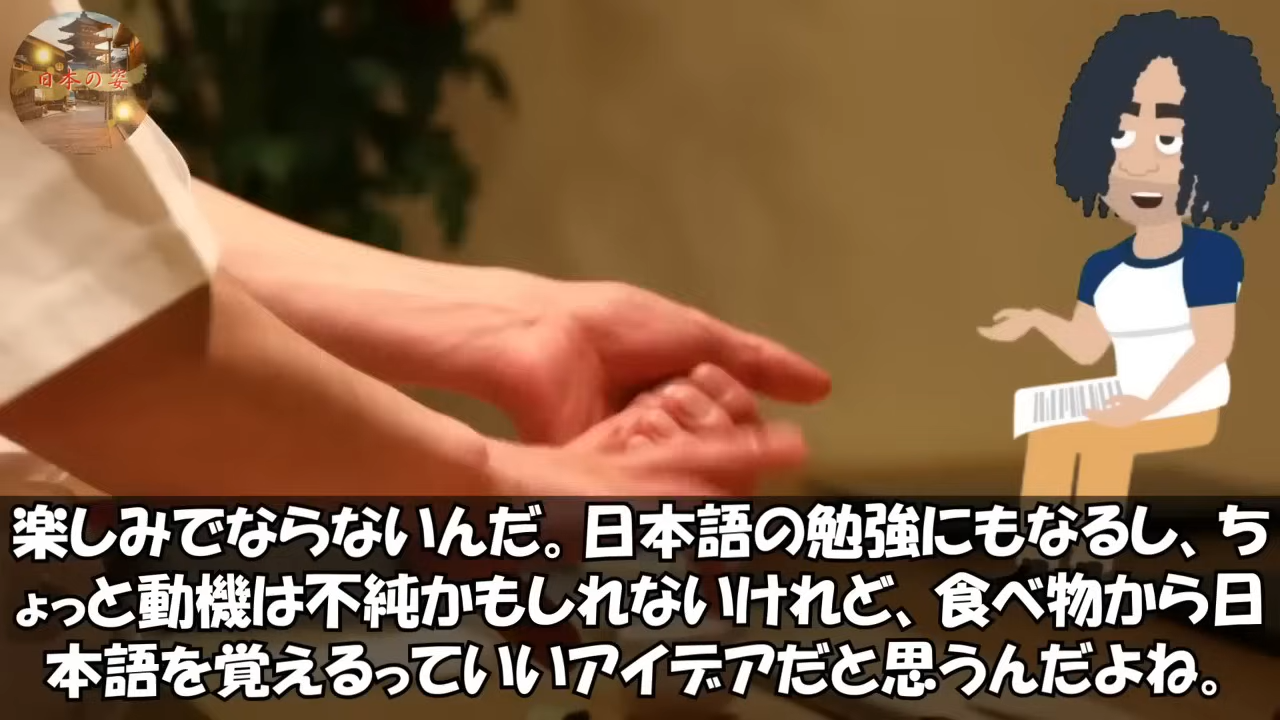 日本の姿
楽しみでならないんだ。日本語の勉強にもなるし、ち
ょっと動機は不純かもしれないけれど、食べ物から日
本語を覚えるっていいアイデアだと思うんだよね。